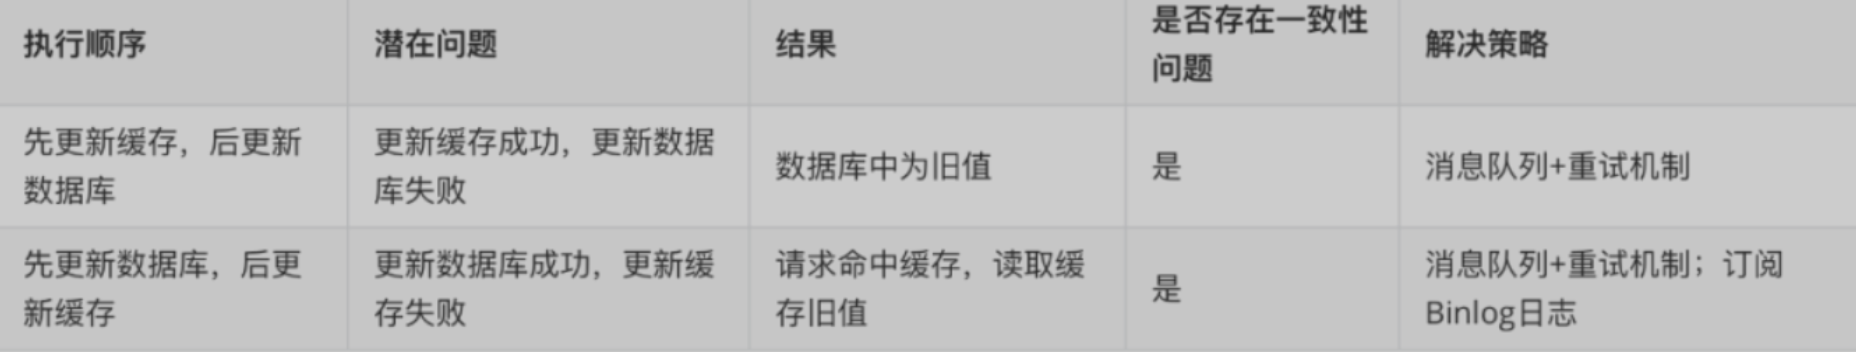 执行顺序
潜在问题
结果
是否存在一致性
问题
解决策略
先更新缓存，后更新
数据库
更新缓存成功，更新数据
库失败
数据库中为旧值
是
消息队列+重试机制
先更新数据库，后更
新缓存
更新数据库成功，更新缓
存失败
请求命中缓存，读取缓
存旧值
是
消息队列+重试机制；订阅
Binlog日志